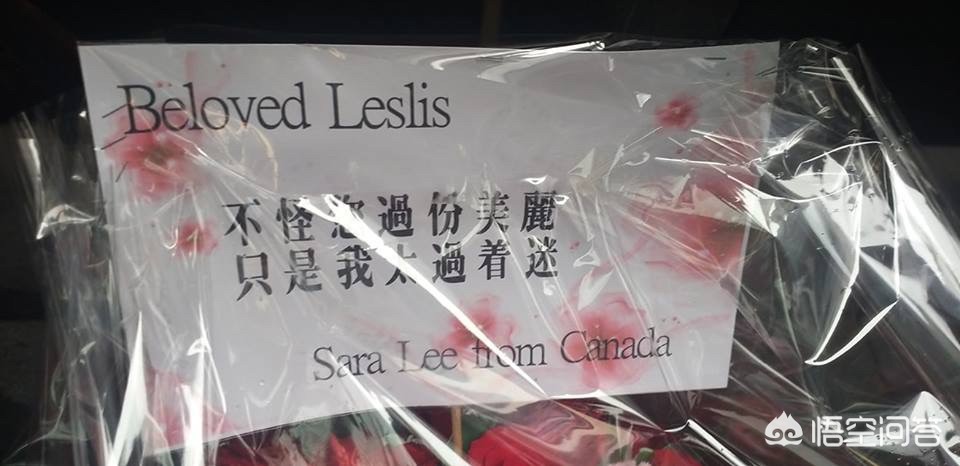 Beloved Leslis
不怪您過份美麗
只是我太過着迷
Sara Lee from Canada
悟空问答